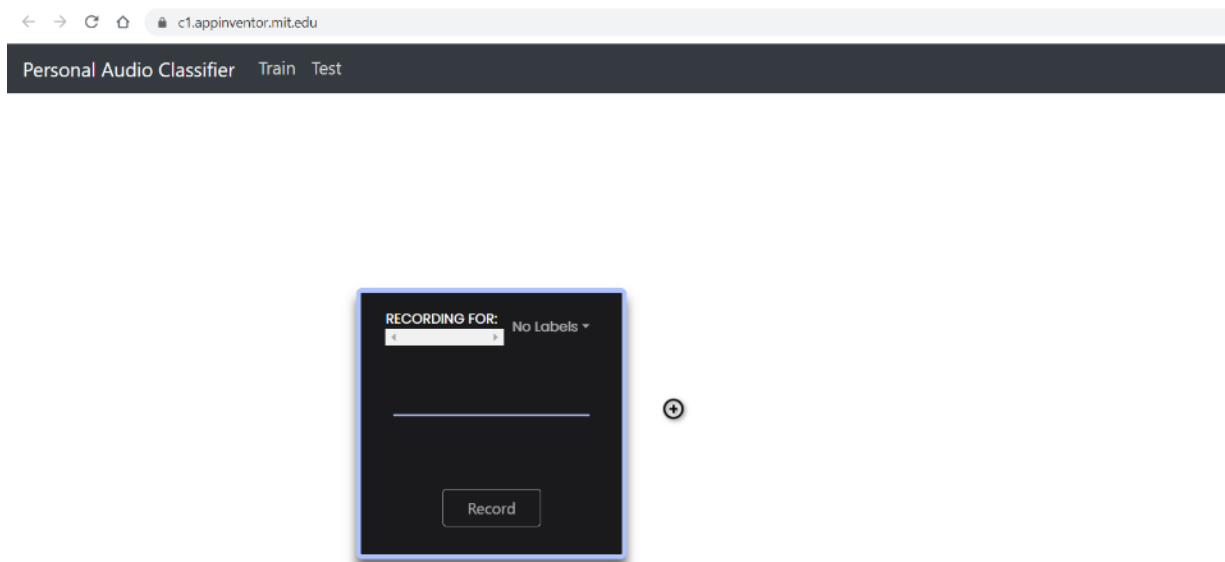 c1.appinventor.mit.edu
Personal Audio Classifier Train Test
RECORDING FOR:
No Labels
Record